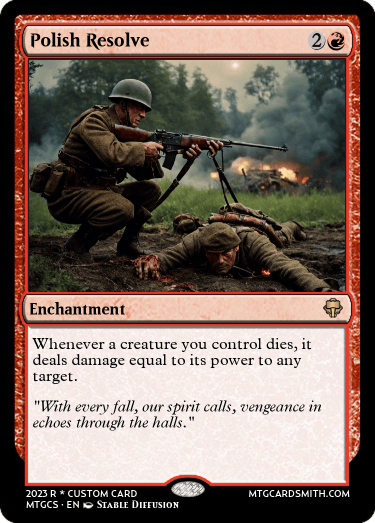 Polish Resolve 2
Enchantment
Whenever a creature you control dies, it
deals damage equal to its power to any
target.
"With every fall, our spirit calls, vengeance in
echoes through the halls."
2023 R * CUSTOM CARD
MTGCS • EN Stable Diffusion
MTGCARDSMITH.COM